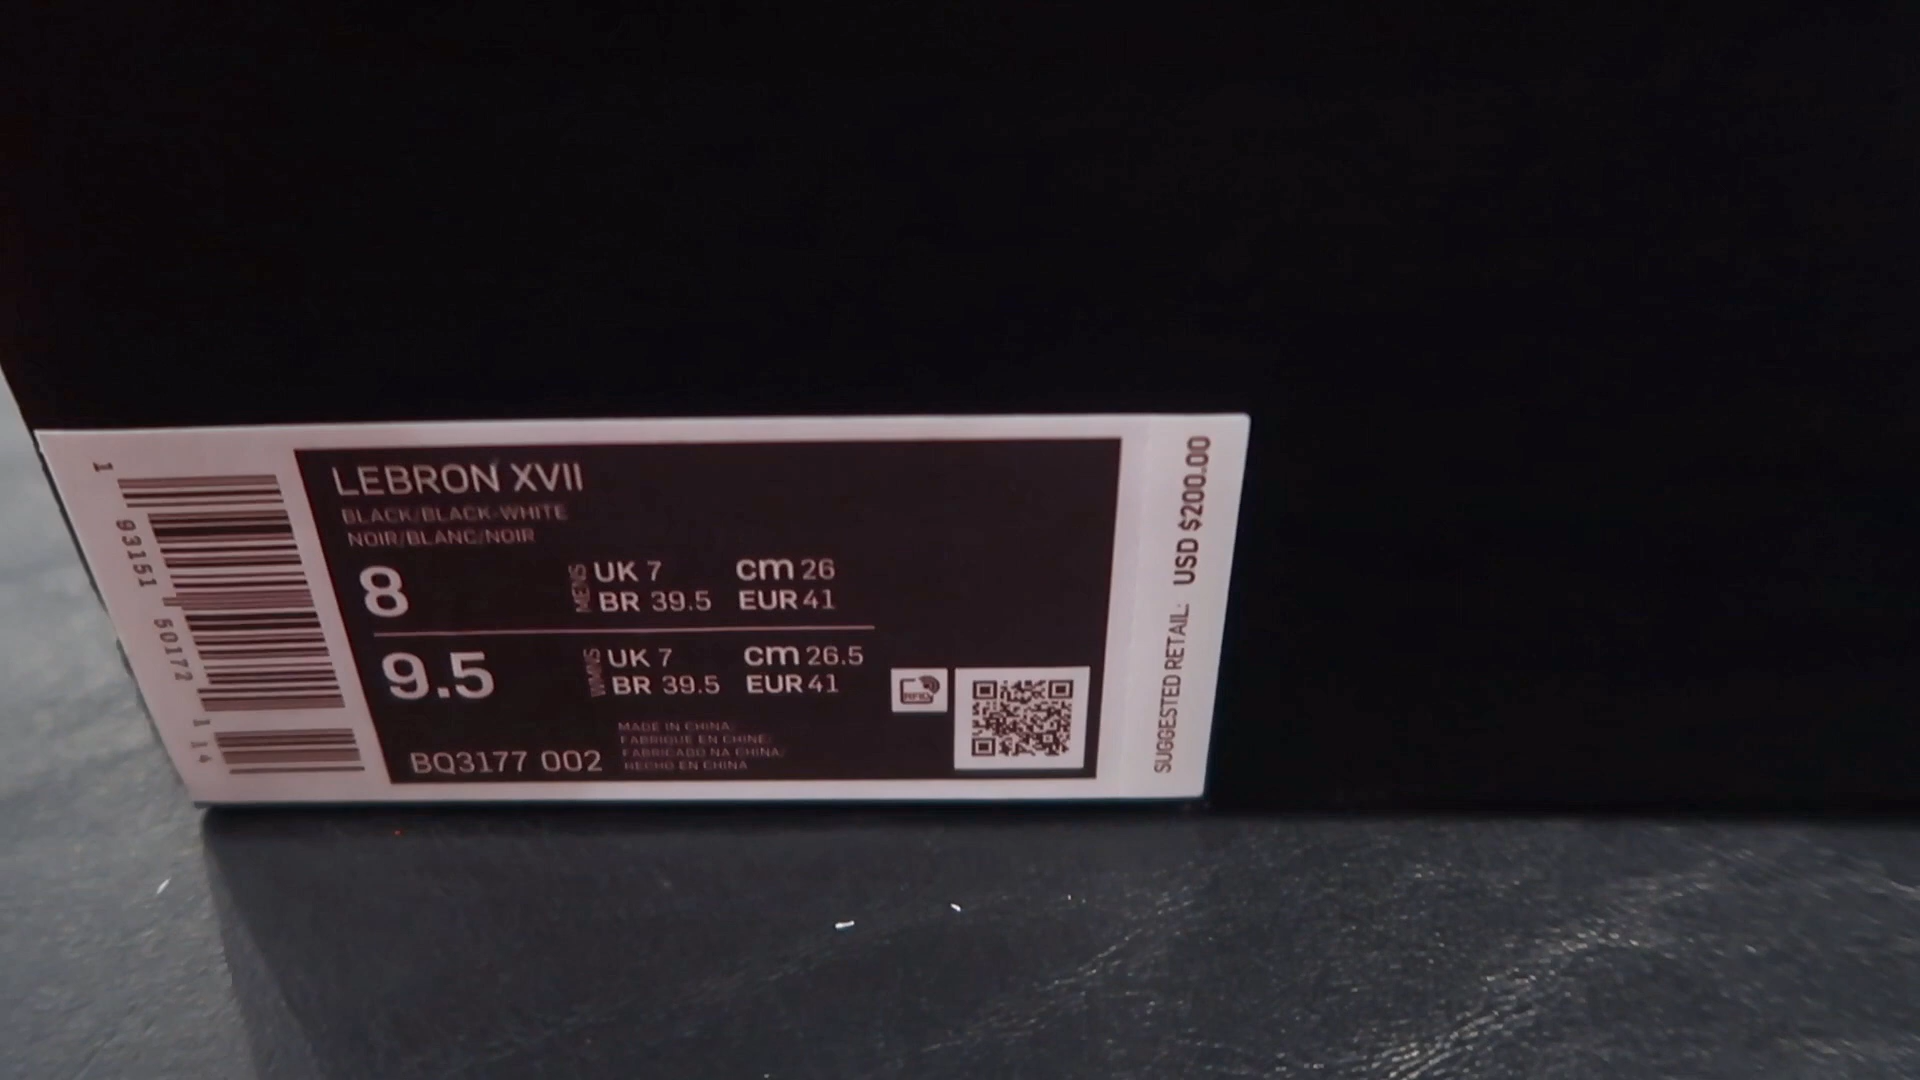 LEBRON XVII
BLACK/BLACK-WHITE
NOIR/BLANC/NOIR
8
MENS
UK 7 cm 26
BR 39.5 EUR 41
9.5
WMNS
UK 7 cm 26.5
BR 39.5 EUR 41
BQ3177 002
MADE IN CHINA
FABRIQUE EN CHINE
FABRICADO NA CHINA
HECHO EN CHINA
RFID
SUGGESTED RETAIL: USD $200.00
1 93151 50172 1 14